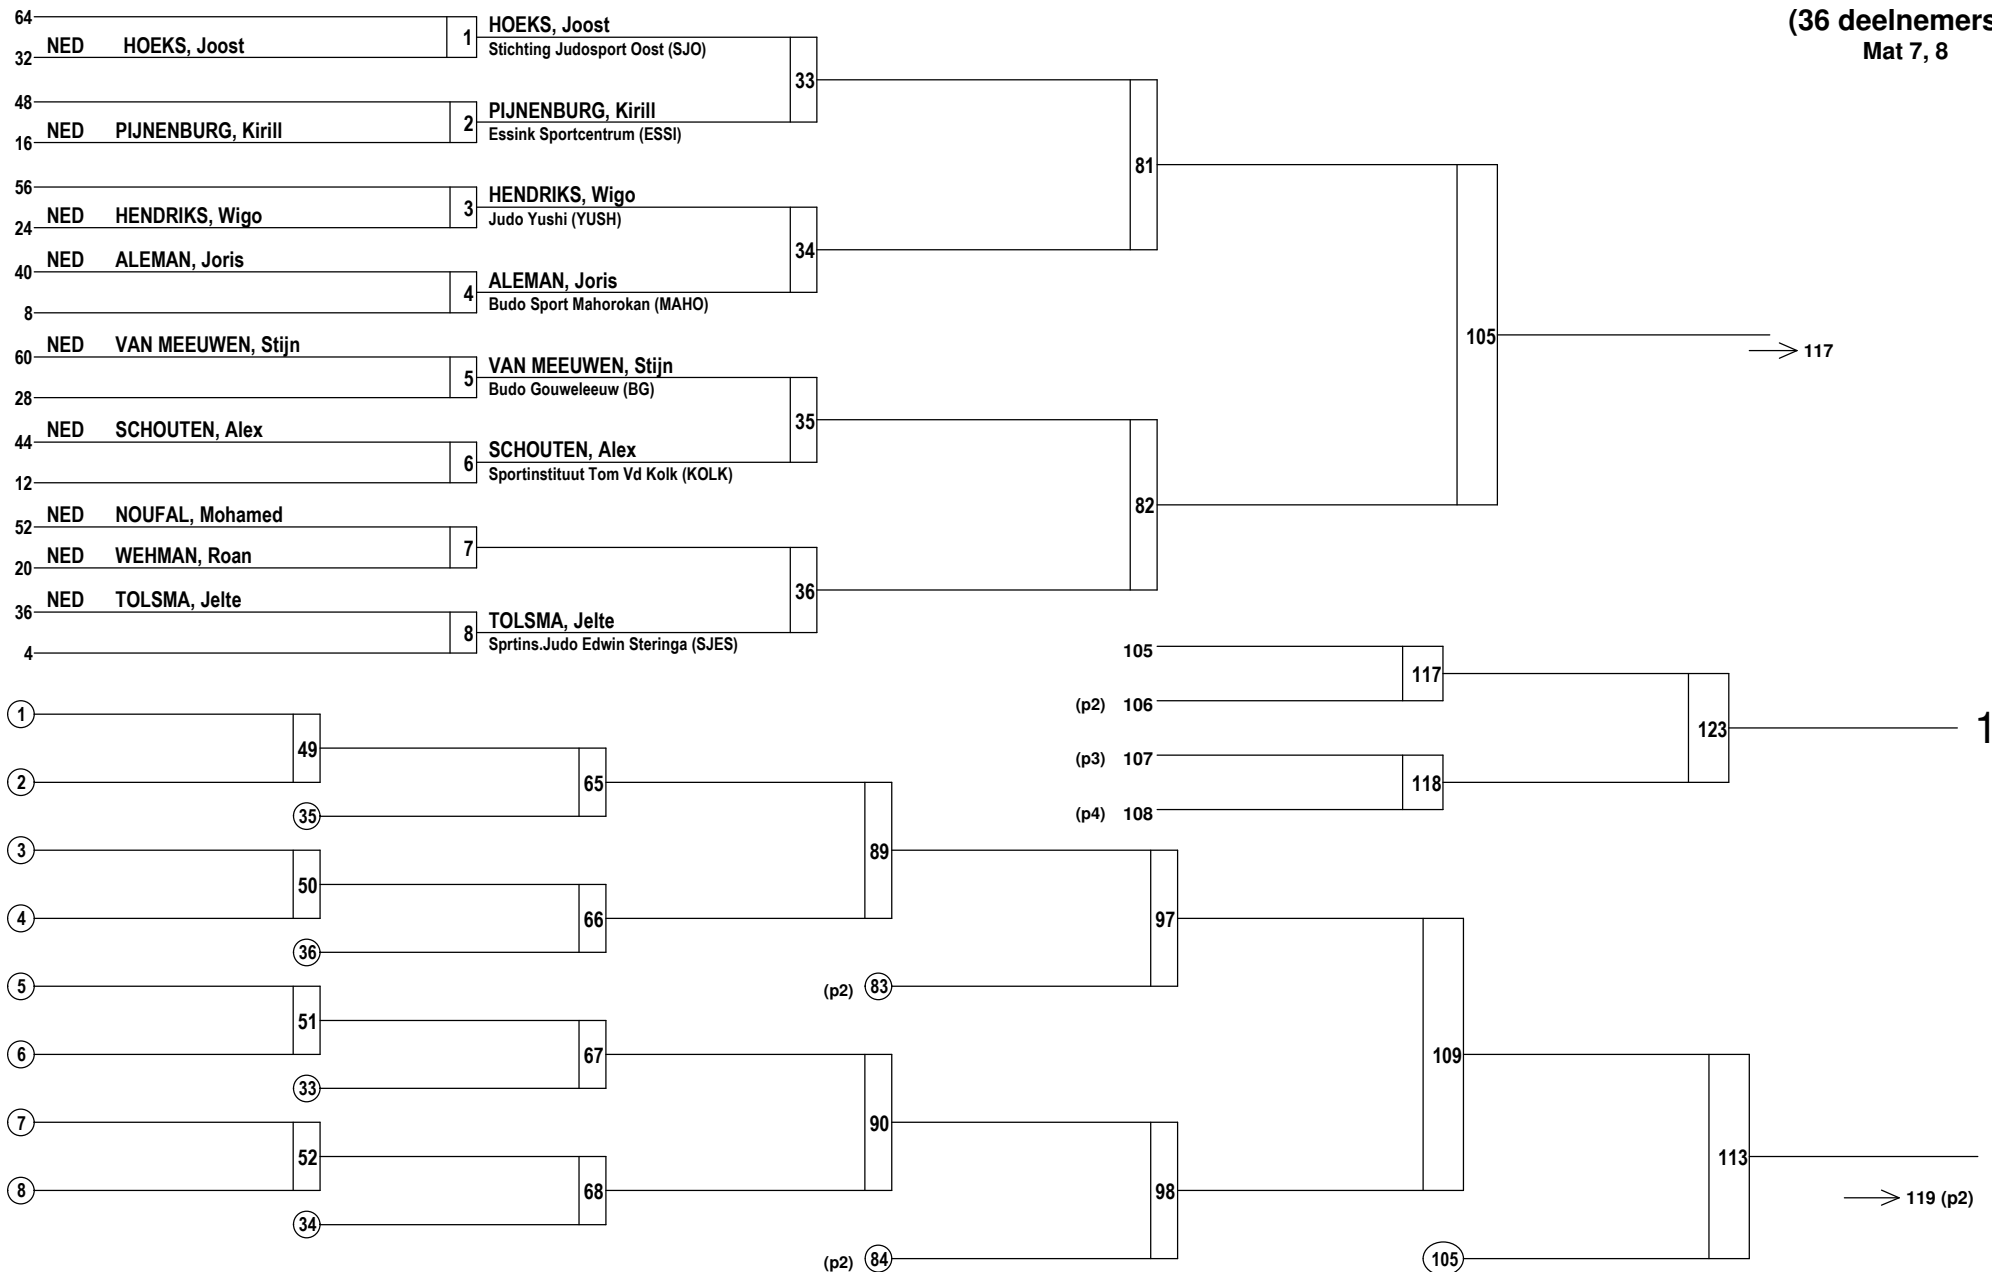 (36 deelnemers
Mat 7, 8
64
NED HOEKS, Joost
32
1
HOEKS, Joost
Stichting Judosport Oost (SJO)
33
48
NED PIJNENBURG, Kirill
16
2
PIJNENBURG, Kirill
Essink Sportcentrum (ESSI)
81
56
NED HENDRIKS, Wigo
24
3
HENDRIKS, Wigo
Judo Yushi (YUSH)
34
NED ALEMAN, Joris
40
8
4
ALEMAN, Joris
Budo Sport Mahorokan (MAHO)
105
117
NED VAN MEEUWEN, Stijn
60
28
5
VAN MEEUWEN, Stijn
Budo Gouweleeuw (BG)
35
NED SCHOUTEN, Alex
44
12
6
SCHOUTEN, Alex
Sportinstituut Tom Vd Kolk (KOLK)
82
NED NOUFAL, Mohamed
52
NED WEHMAN, Roan
20
7
36
NED TOLSMA, Jelte
36
4
8
TOLSMA, Jelte
Sprtins.Judo Edwin Steringa (SJES)
105
117
(p2) 106
123
1
(p3) 107
118
(p4) 108
1
49
2
65
35
3
89
50
4
66
36
97
5
(p2) 83
51
6
67
33
109
7
90
52
8
68
98
113
34
119 (p2)
(p2) 84
105